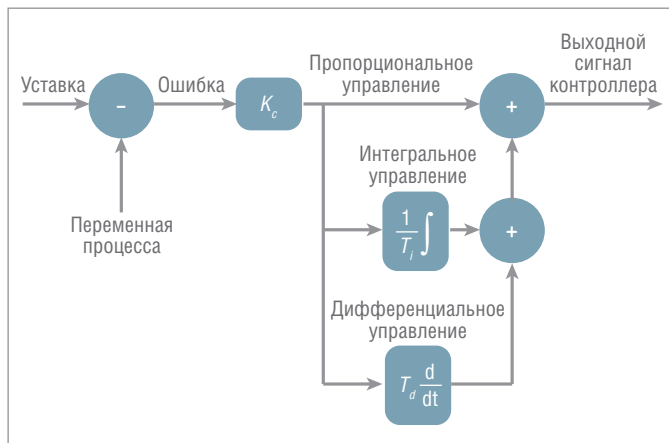 Уставка
–
Ошибка
K_c
Пропорциональное
управление
+
Выходной
сигнал
контроллера
Переменная
процесса
Интегральное
управление
1
T_i
∫
+
Дифференциальное
управление
T_d d
dt